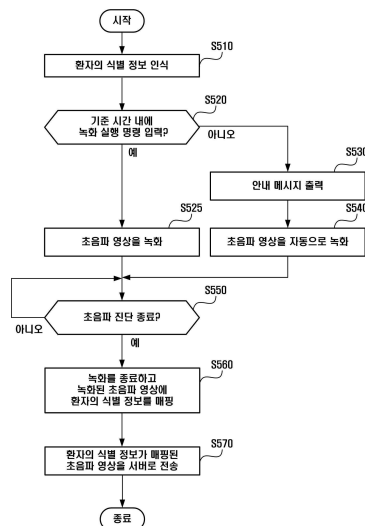 시작
S510
환자의 식별 정보 인식
S520
기준 시간 내에
녹화 실행 명령 입력?
아니오
예
S530
안내 메시지 출력
S525
초음파 영상을 녹화
S540
초음파 영상을 자동으로 녹화
S550
초음파 진단 종료?
아니오
예
S560
녹화를 종료하고
녹화된 초음파 영상에
환자의 식별 정보를 매핑
S570
환자의 식별 정보가 매핑된
초음파 영상을 서버로 전송
종료